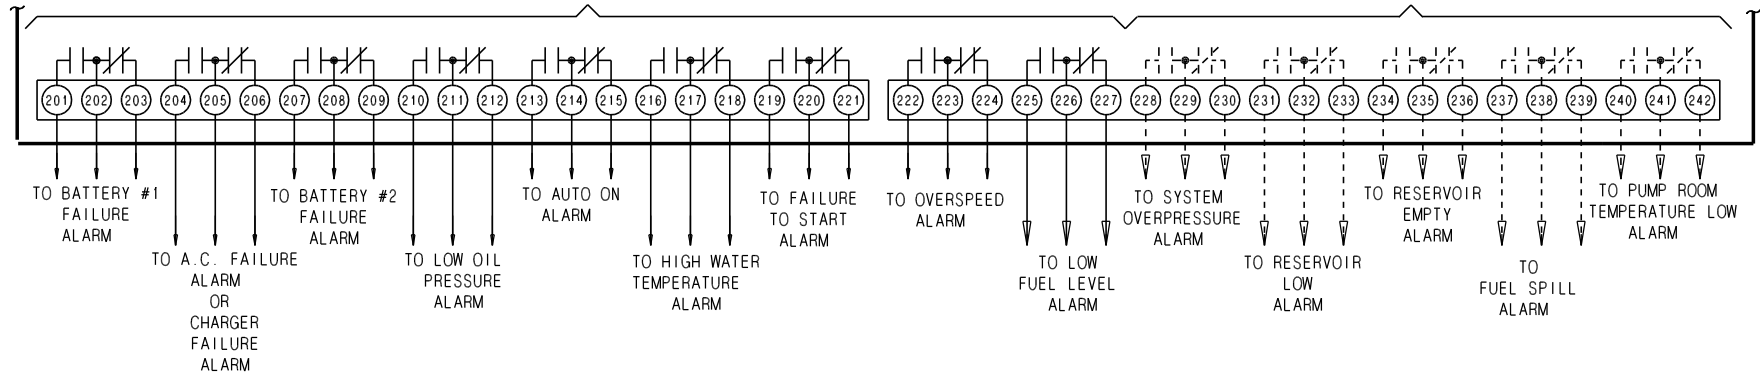 201 202 203 204 205 206 207 208 209 210 211 212 213 214 215 216 217 218 219 220 221 222 223 224 225 226 227 228 229 230 231 232 233 234 235 236 237 238 239 240 241 242
TO BATTERY #1
FAILURE
ALARM
TO A.C. FAILURE
ALARM
OR
CHARGER
FAILURE
ALARM
TO BATTERY #2
FAILURE
ALARM
TO LOW OIL
PRESSURE
ALARM
TO AUTO ON
ALARM
TO HIGH WATER
TEMPERATURE
ALARM
TO FAILURE
TO START
ALARM
TO OVERSPEED
ALARM
TO LOW
FUEL LEVEL
ALARM
TO SYSTEM
OVERPRESSURE
ALARM
TO RESERVOIR
LOW
ALARM
TO RESERVOIR
EMPTY
ALARM
TO
FUEL SPILL
ALARM
TO PUMP ROOM
TEMPERATURE LOW
ALARM